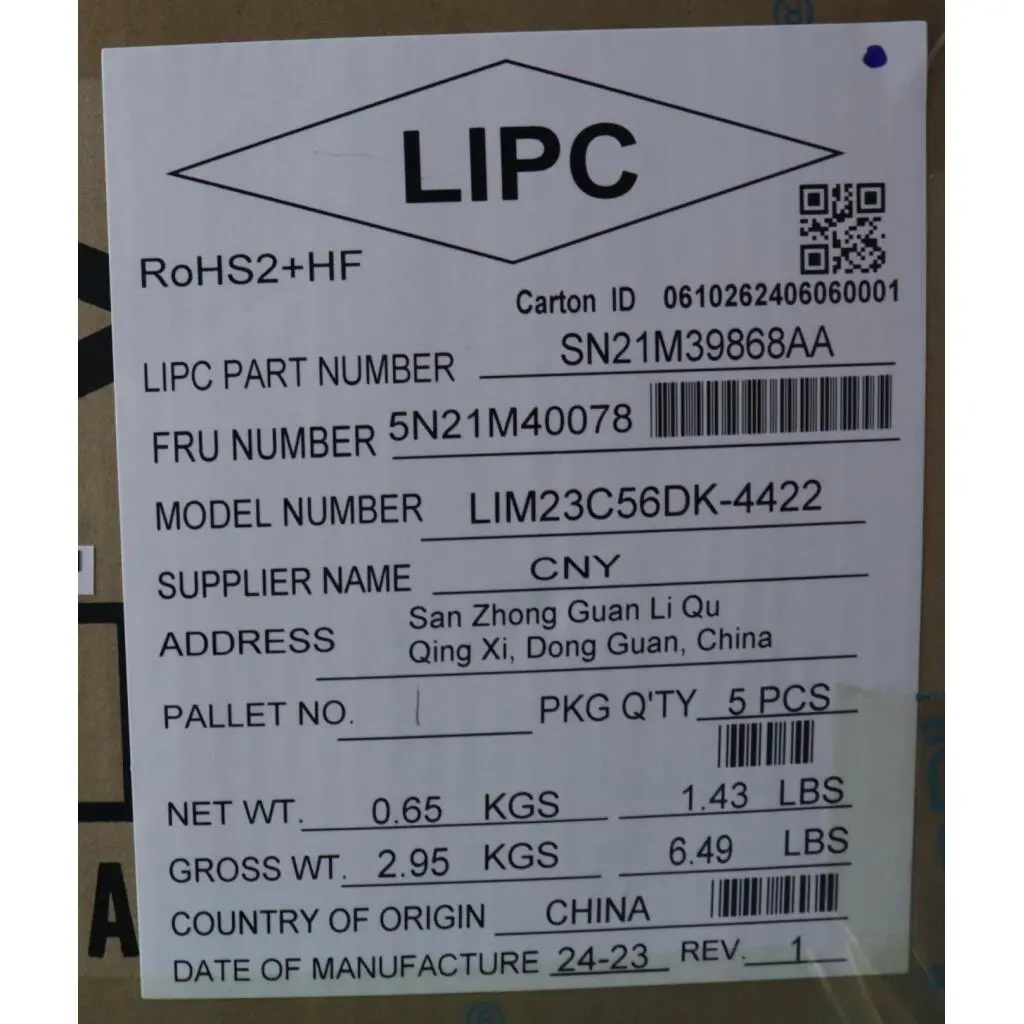 LIPC
RoHS2+HF
Carton ID 0610262406060001
LIPC PART NUMBER SN21M39868AA
FRU NUMBER 5N21M40078
MODEL NUMBER LIM23C56DK-4422
SUPPLIER NAME CNY
ADDRESS San Zhong Guan Li Qu
Qing Xi, Dong Guan, China
PALLET NO. 1 PKG Q'TY 5 PCS
NET WT. 0.65 KGS 1.43 LBS
GROSS WT. 2.95 KGS 6.49 LBS
COUNTRY OF ORIGIN CHINA
DATE OF MANUFACTURE 24-23 REV. 1
A